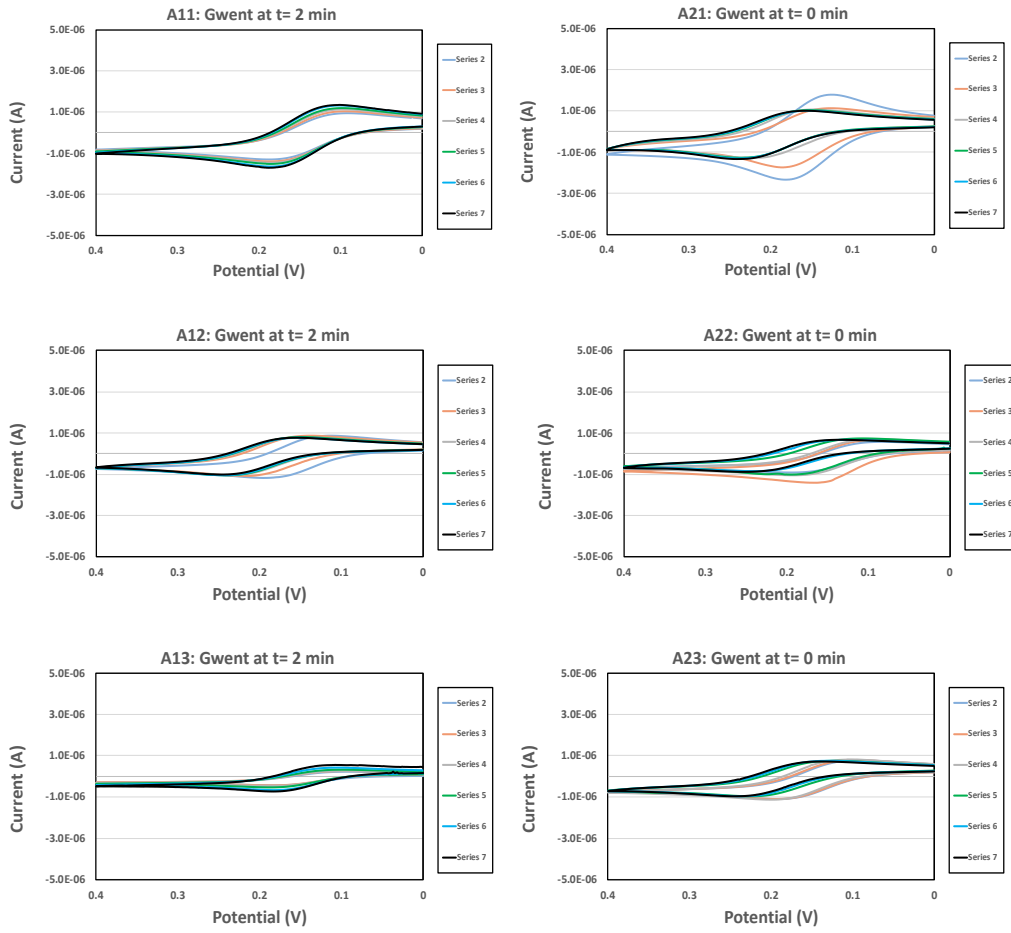 A11: Gwent at t= 2 min
5.0E-06
3.0E-06
1.0E-06
-1.0E-06
-3.0E-06
-5.0E-06
Current (A)
0.4 0.3 0.2 0.1 0
Potential (V)
Series 2
Series 3
Series 4
Series 5
Series 6
Series 7
A21: Gwent at t= 0 min
5.0E-06
3.0E-06
1.0E-06
-1.0E-06
-3.0E-06
-5.0E-06
Current (A)
0.4 0.3 0.2 0.1 0
Potential (V)
Series 2
Series 3
Series 4
Series 5
Series 6
Series 7
A12: Gwent at t= 2 min
5.0E-06
3.0E-06
1.0E-06
-1.0E-06
-3.0E-06
-5.0E-06
Current (A)
0.4 0.3 0.2 0.1 0
Potential (V)
Series 2
Series 3
Series 4
Series 5
Series 6
Series 7
A22: Gwent at t= 0 min
5.0E-06
3.0E-06
1.0E-06
-1.0E-06
-3.0E-06
-5.0E-06
Current (A)
0.4 0.3 0.2 0.1 0
Potential (V)
Series 2
Series 3
Series 4
Series 5
Series 6
Series 7
A13: Gwent at t= 2 min
5.0E-06
3.0E-06
1.0E-06
-1.0E-06
-3.0E-06
-5.0E-06
Current (A)
0.4 0.3 0.2 0.1 0
Potential (V)
Series 2
Series 3
Series 4
Series 5
Series 6
Series 7
A23: Gwent at t= 0 min
5.0E-06
3.0E-06
1.0E-06
-1.0E-06
-3.0E-06
-5.0E-06
Current (A)
0.4 0.3 0.2 0.1 0
Potential (V)
Series 2
Series 3
Series 4
Series 5
Series 6
Series 7